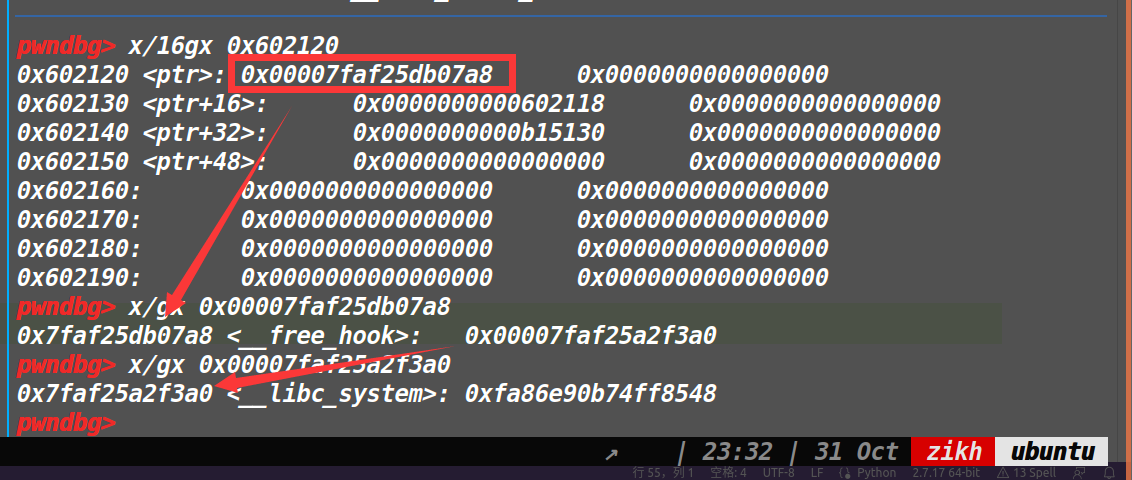 pwndbg> x/16gx 0x602120
0x602120 <ptr>: 0x00007faf25db07a8 0x0000000000000000
0x602130 <ptr+16>: 0x0000000000602118 0x0000000000000000
0x602140 <ptr+32>: 0x0000000000b15130 0x0000000000000000
0x602150 <ptr+48>: 0x0000000000000000 0x0000000000000000
0x602160: 0x0000000000000000 0x0000000000000000
0x602170: 0x0000000000000000 0x0000000000000000
0x602180: 0x0000000000000000 0x0000000000000000
0x602190: 0x0000000000000000 0x0000000000000000
pwndbg> x/gx 0x00007faf25db07a8
0x7faf25db07a8 <__free_hook>: 0x00007faf25a2f3a0
pwndbg> x/gx 0x00007faf25a2f3a0
0x7faf25a2f3a0 <__libc_system>: 0xfa86e90b74ff8548
pwndbg>
↗ | 23:32 | 31 Oct zikh ubuntu
行 55，列 1 空格: 4 UTF-8 LF Python 2.7.17 64-bit 13 Spell